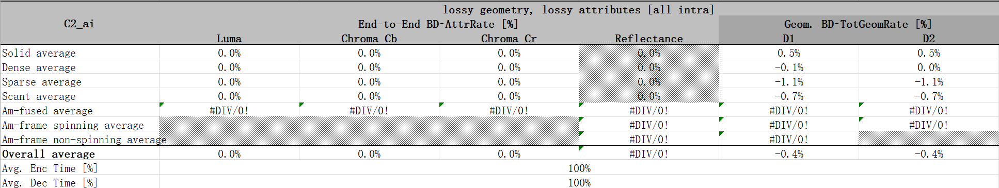 lossy geometry, lossy attributes [all intra]
C2_ai End-to-End BD-AttrRate [%] Geom. BD-TotGeomRate [%]
Luma Chroma Cb Chroma Cr Reflectance D1 D2
Solid average 0.0% 0.0% 0.0% 0.0% 0.5% 0.5%
Dense average 0.0% 0.0% 0.0% 0.0% -0.1% 0.0%
Sparse average 0.0% 0.0% 0.0% 0.0% -1.1% -1.1%
Scant average 0.0% 0.0% 0.0% 0.0% -0.7% -0.7%
Am-fused average #DIV/0! #DIV/0! #DIV/0! #DIV/0! #DIV/0! #DIV/0!
Am-frame spinning average #DIV/0! #DIV/0! #DIV/0!
Am-frame non-spinning average #DIV/0! #DIV/0!
Overall average 0.0% 0.0% 0.0% #DIV/0! -0.4% -0.4%
Avg. Enc Time [%] 100%
Avg. Dec Time [%] 100%